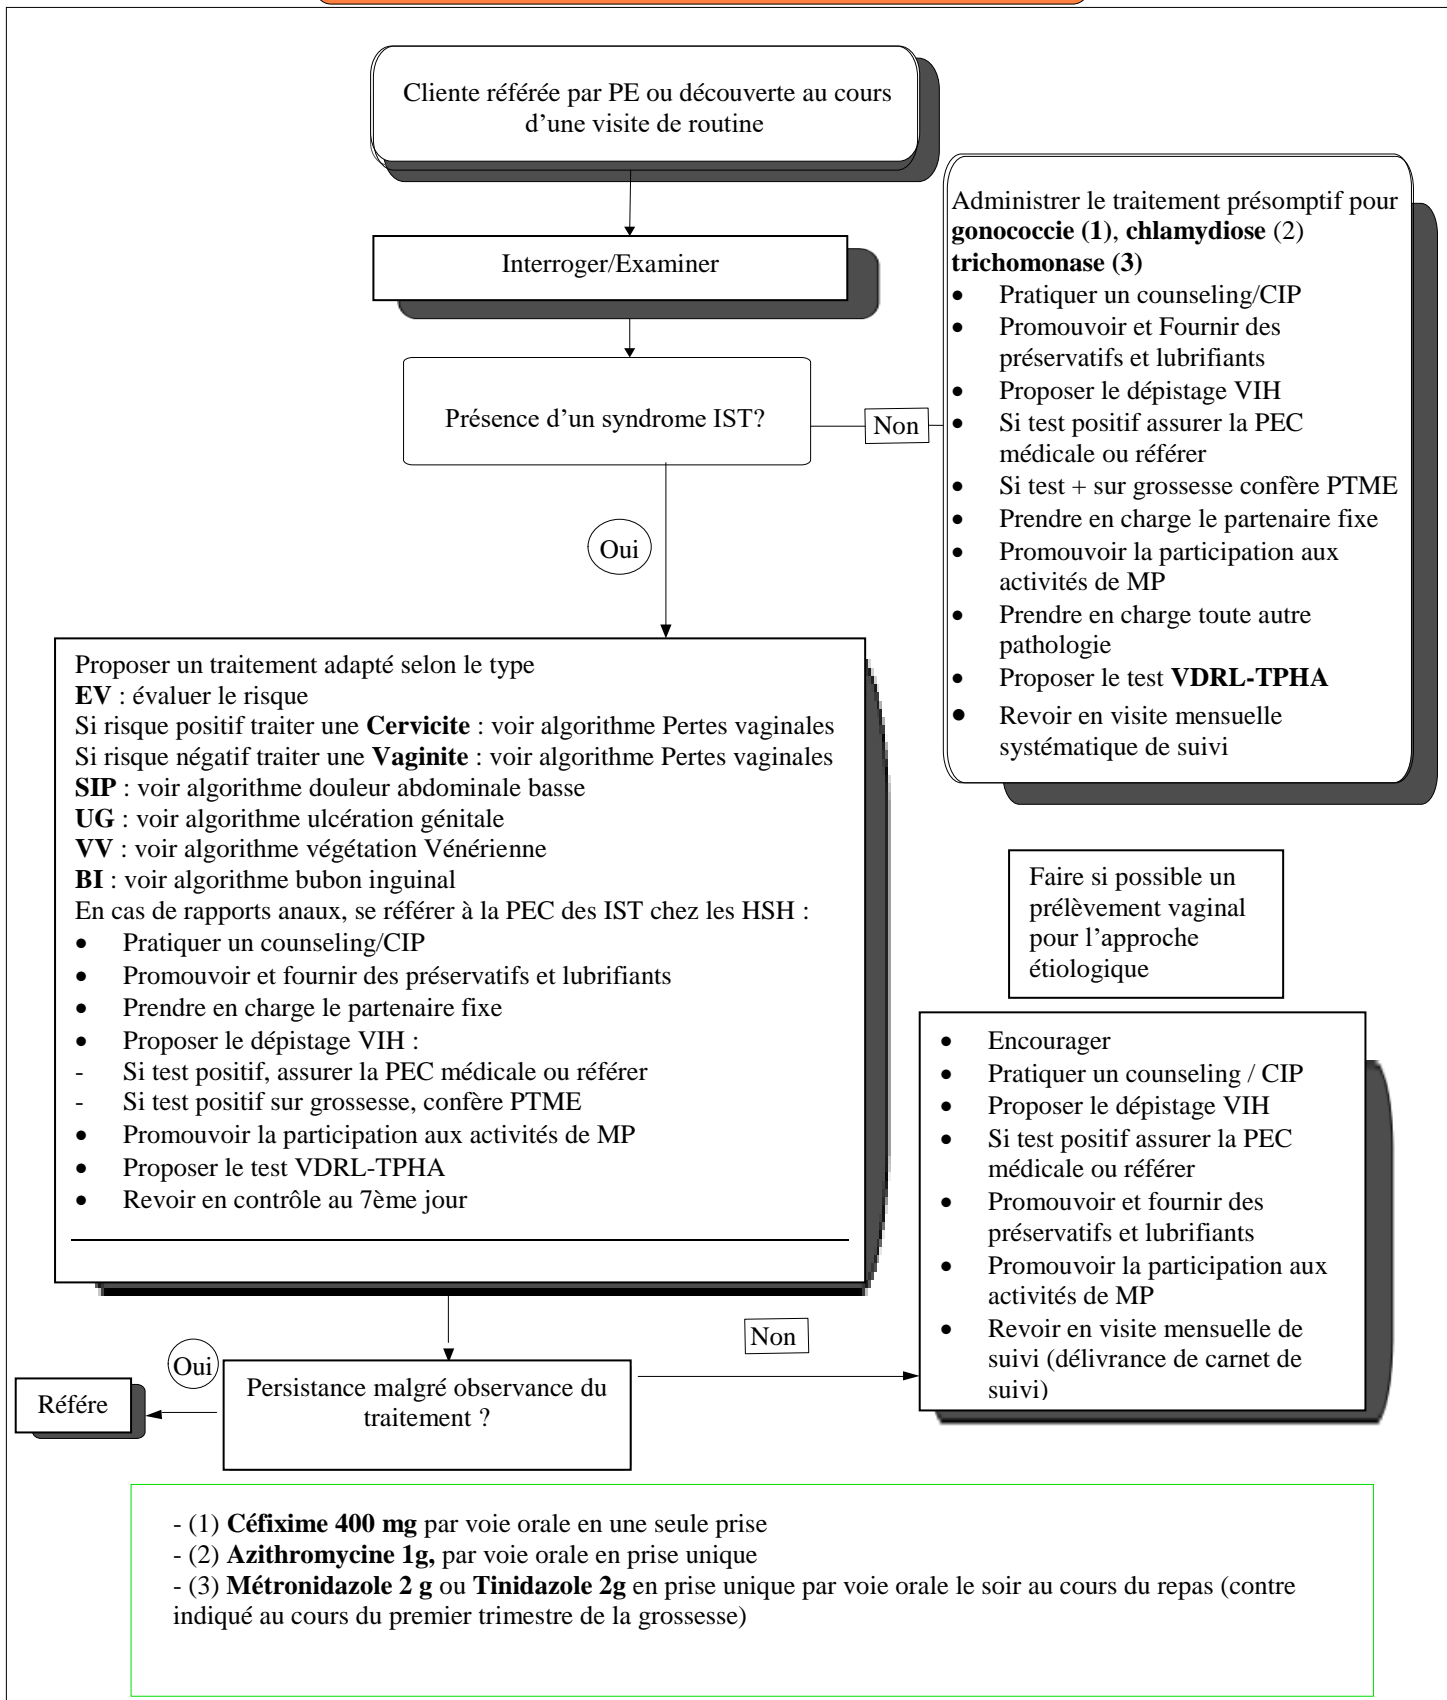 Cliente référée par PE ou découverte au cours
d’une visite de routine
Interroger/Examiner
Présence d’un syndrome IST?
Non
Administrer le traitement présomptif pour
gonococcie (1), chlamydiose (2)
trichomonase (3)
• Pratiquer un counseling/CIP
• Promouvoir et Fournir des
préservatifs et lubrifiants
• Proposer le dépistage VIH
• Si test positif assurer la PEC
médicale ou référer
• Si test + sur grossesse confère PTME
• Prendre en charge le partenaire fixe
• Promouvoir la participation aux
activités de MP
• Prendre en charge toute autre
pathologie
• Proposer le test VDRL-TPHA
• Revoir en visite mensuelle
systématique de suivi
Oui
Proposer un traitement adapté selon le type
EV : évaluer le risque
Si risque positif traiter une Cervicite : voir algorithme Pertes vaginales
Si risque négatif traiter une Vaginite : voir algorithme Pertes vaginales
SIP : voir algorithme douleur abdominale basse
UG : voir algorithme ulcération génitale
VV : voir algorithme végétation Vénérienne
BI : voir algorithme bubon inguinal
En cas de rapports anaux, se référer à la PEC des IST chez les HSH :
• Pratiquer un counseling/CIP
• Promouvoir et fournir des préservatifs et lubrifiants
• Prendre en charge le partenaire fixe
• Proposer le dépistage VIH :
- Si test positif, assurer la PEC médicale ou référer
- Si test positif sur grossesse, confère PTME
• Promouvoir la participation aux activités de MP
• Proposer le test VDRL-TPHA
• Revoir en contrôle au 7ème jour
Faire si possible un
prélèvement vaginal
pour l’approche
étiologique
• Encourager
• Pratiquer un counseling / CIP
• Proposer le dépistage VIH
• Si test positif assurer la PEC
médicale ou référer
• Promouvoir et fournir des
préservatifs et lubrifiants
• Promouvoir la participation aux
activités de MP
• Revoir en visite mensuelle de
suivi (délivrance de carnet de
suivi)
Non
Oui
Persistance malgré observance du
traitement ?
Référe
- (1) Céfixime 400 mg par voie orale en une seule prise
- (2) Azithromycine 1g, par voie orale en prise unique
- (3) Métronidazole 2 g ou Tinidazole 2g en prise unique par voie orale le soir au cours du repas (contre
indiqué au cours du premier trimestre de la grossesse)